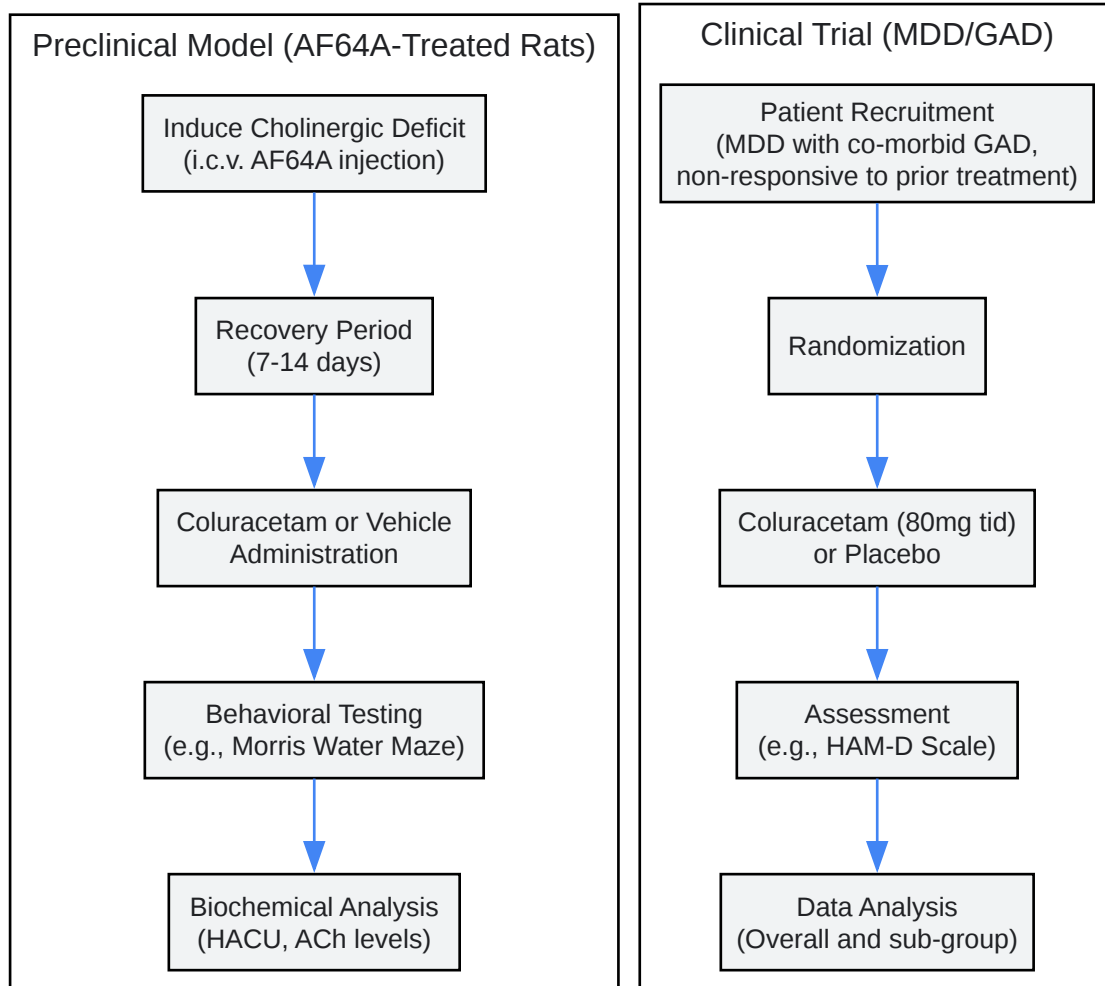 Preclinical Model (AF64A-Treated Rats)
Induce Cholinergic Deficit
(i.c.v. AF64A injection)
Recovery Period
(7-14 days)
Coluracetam or Vehicle
Administration
Behavioral Testing
(e.g., Morris Water Maze)
Biochemical Analysis
(HACU, ACh levels)
Clinical Trial (MDD/GAD)
Patient Recruitment
(MDD with co-morbid GAD,
non-responsive to prior treatment)
Randomization
Coluracetam (80mg tid)
or Placebo
Assessment
(e.g., HAM-D Scale)
Data Analysis
(Overall and sub-group)